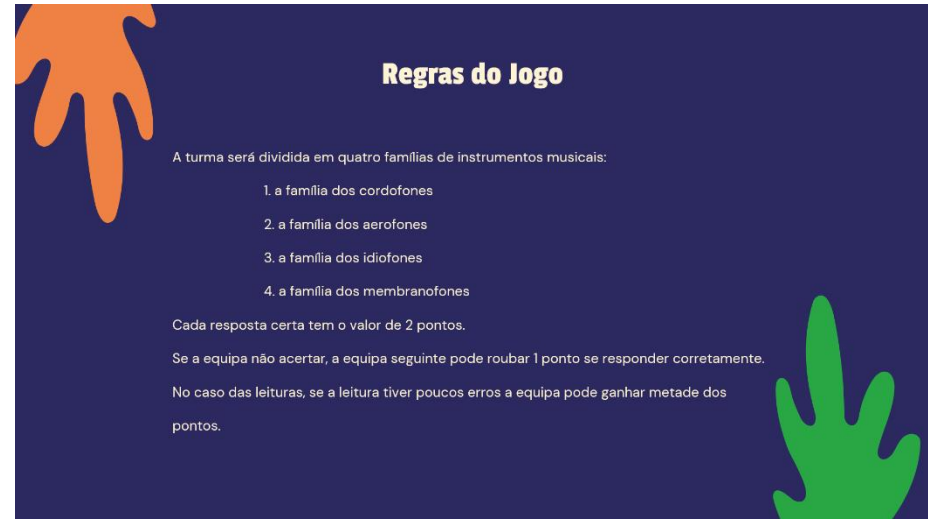 Regras do Jogo
A turma será dividida em quatro famílias de instrumentos musicais:
1. a família dos cordofones
2. a família dos aerofones
3. a família dos idiofones
4. a família dos membranofones
Cada resposta certa tem o valor de 2 pontos.
Se a equipa não acertar, a equipa seguinte pode roubar 1 ponto se responder corretamente.
No caso das leituras, se a leitura tiver poucos erros a equipa pode ganhar metade dos
pontos.